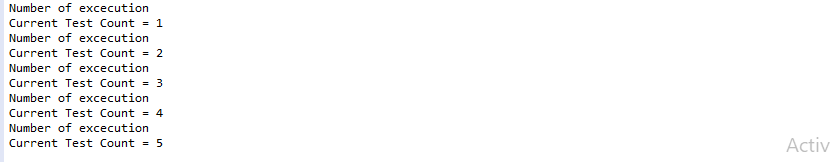 Number of excecution
Current Test Count = 1
Number of excecution
Current Test Count = 2
Number of excecution
Current Test Count = 3
Number of excecution
Current Test Count = 4
Number of excecution
Current Test Count = 5
Activ